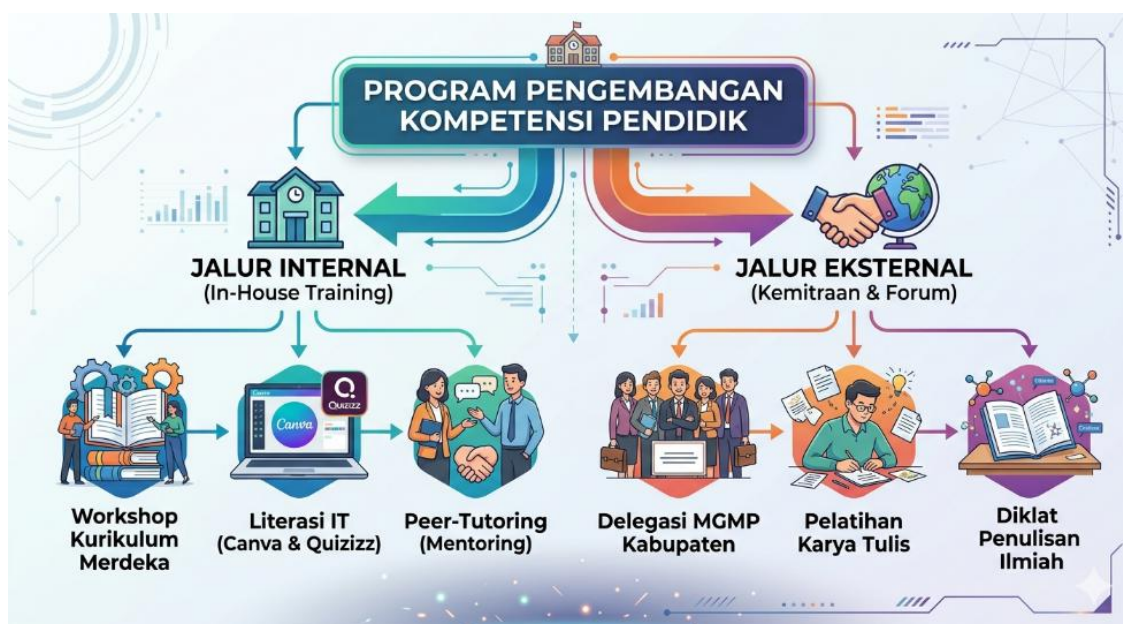 PROGRAM PENGEMBANGAN
KOMPETENSI PENDIDIK
JALUR INTERNAL
(In-House Training)
JALUR EKSTERNAL
(Kemitraan & Forum)
Canva
QUIZIZZ
Workshop
Kurikulum
Merdeka
Literasi IT
(Canva & Quizizz)
Peer-Tutoring
(Mentoring)
Delegasi MGMP
Kabupaten
Pelatihan
Karya Tulis
Diklat
Penulisan
Ilmiah